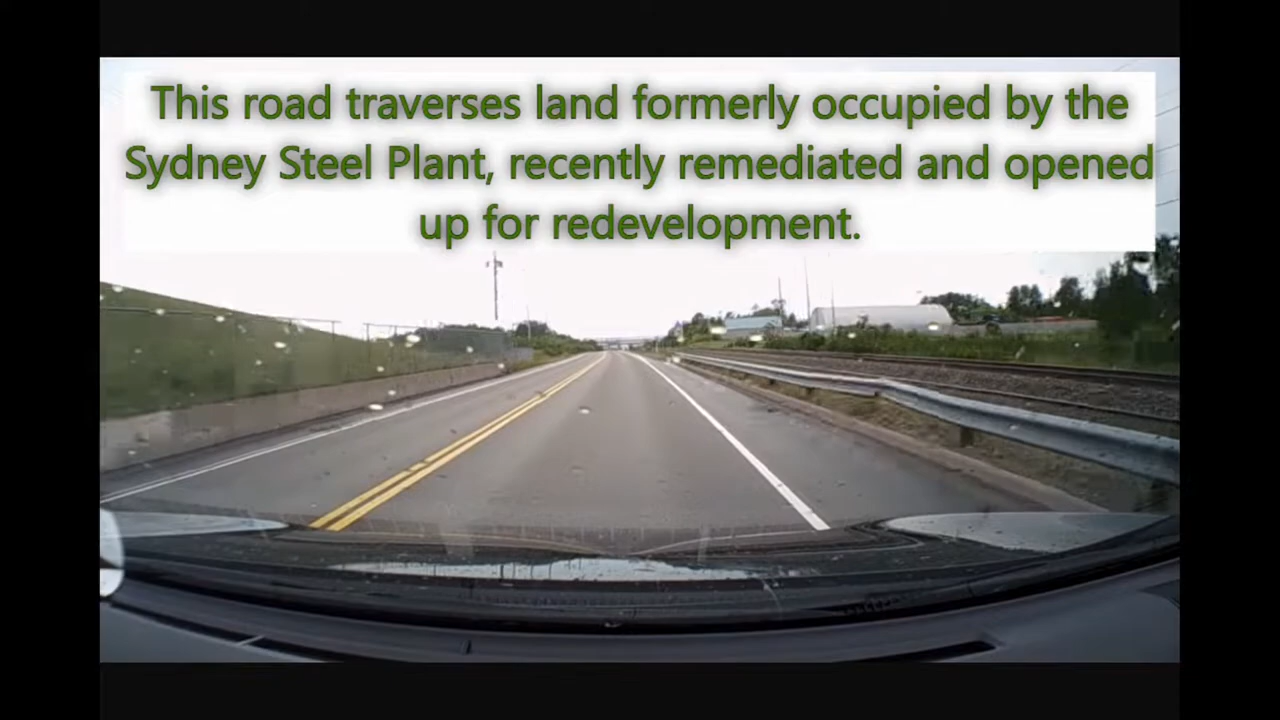 This road traverses land formerly occupied by the
Sydney Steel Plant, recently remediated and opened
up for redevelopment.